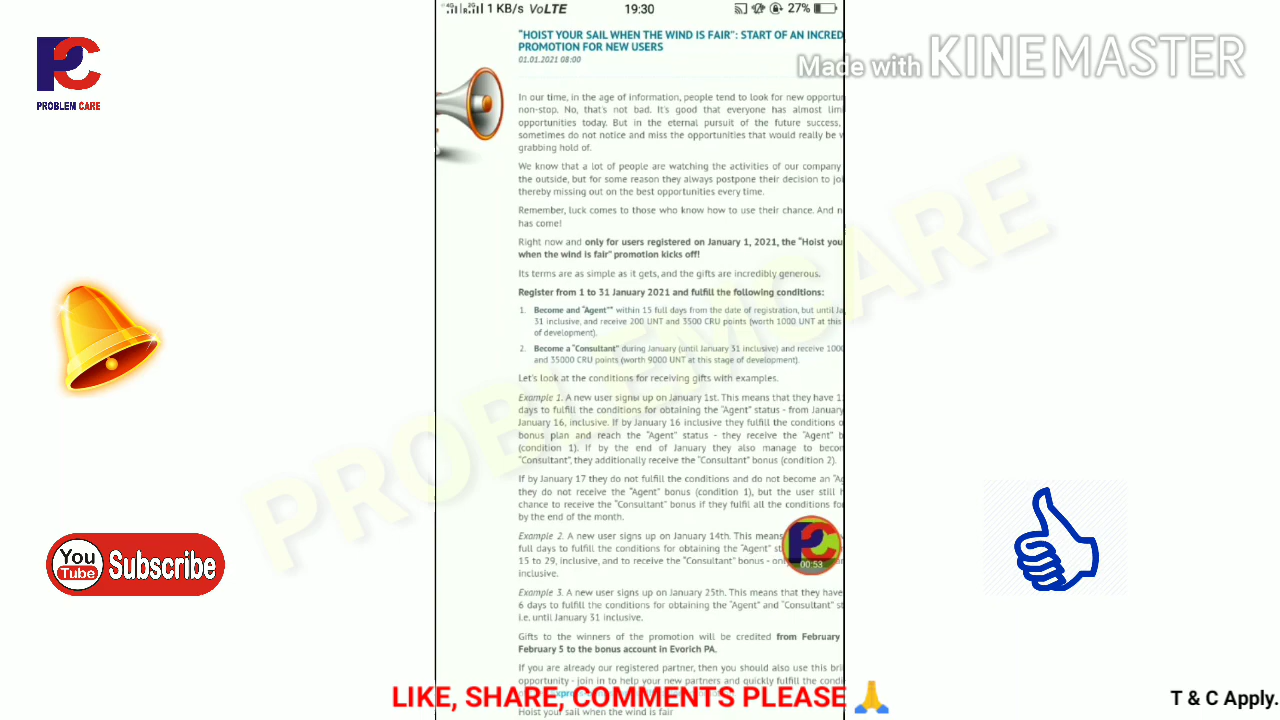 4G 2G 1 KB/s VoLTE 19:30 27%
"HOIST YOUR SAIL WHEN THE WIND IS FAIR": START OF AN INCRED
PROMOTION FOR NEW USERS
01.01.2021 08:00
Made with KINEMASTER
PC
PROBLEM CARE
In our time, in the age of information, people tend to look for new opportu
non-stop. No, that's not bad. It's good that everyone has almost lim
opportunities today. But in the eternal pursuit of the future success,
sometimes do not notice and miss the opportunities that would really be w
grabbing hold of.
We know that a lot of people are watching the activities of our company
the outside, but for some reason they always postpone their decision to joi
thereby missing out on the best opportunities every time.
Remember, luck comes to those who know how to use their chance. And n
has come!
Right now and only for users registered on January 1, 2021, the "Hoist you
when the wind is fair" promotion kicks off!
Its terms are as simple as it gets, and the gifts are incredibly generous.
Register from 1 to 31 January 2021 and fulfill the following conditions:
1. Become and "Agent"" within 15 full days from the date of registration, but until Ja
31 inclusive, and receive 200 UNT and 3500 CRU points (worth 1000 UNT at this
of development).
2. Become a "Consultant" during January (until January 31 inclusive) and receive 1000
and 35000 CRU points (worth 9000 UNT at this stage of development).
Let's look at the conditions for receiving gifts with examples.
Example 1. A new user signs up on January 1st. This means that they have 1
days to fulfill the conditions for obtaining the "Agent" status - from January
January 16, inclusive. If by January 16 inclusive they fulfill the conditions o
bonus plan and reach the "Agent" status - they receive the "Agent" b
(condition 1). If by the end of January they also manage to becom
"Consultant", they additionally receive the "Consultant" bonus (condition 2).
If by January 17 they do not fulfill the conditions and do not become an "A
they do not receive the "Agent" bonus (condition 1), but the user still h
chance to receive the "Consultant" bonus if they fulfil all the conditions fo
by the end of the month.
Example 2. A new user signs up on January 14th. This means
full days to fulfill the conditions for obtaining the "Agent" st
15 to 29, inclusive, and to receive the "Consultant" bonus -
inclusive.
PC
00:53
Example 3. A new user signs up on January 25th. This means that they have
6 days to fulfill the conditions for obtaining the "Agent" and "Consultant" st
i.e. until January 31 inclusive.
Gifts to the winners of the promotion will be credited from February
February 5 to the bonus account in Evorich PA.
If you are already our registered partner, then you should also use this bri
opportunity - join in to help your new partners and quickly fulfill the condi
Hoist your sail when the wind is fair
PROBLEMCARE
You Tube Subscribe
LIKE, SHARE, COMMENTS PLEASE 🙏
T & C Apply.